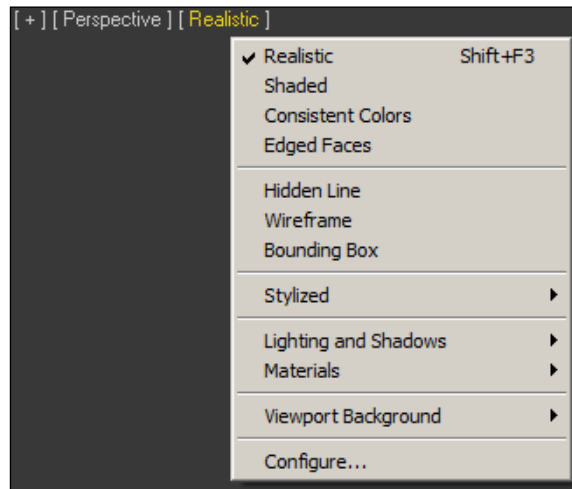 [ + ] [ Perspective ] [ Realistic ]
Realistic Shift+F3
Shaded
Consistent Colors
Edged Faces
Hidden Line
Wireframe
Bounding Box
Stylized
Lighting and Shadows
Materials
Viewport Background
Configure...